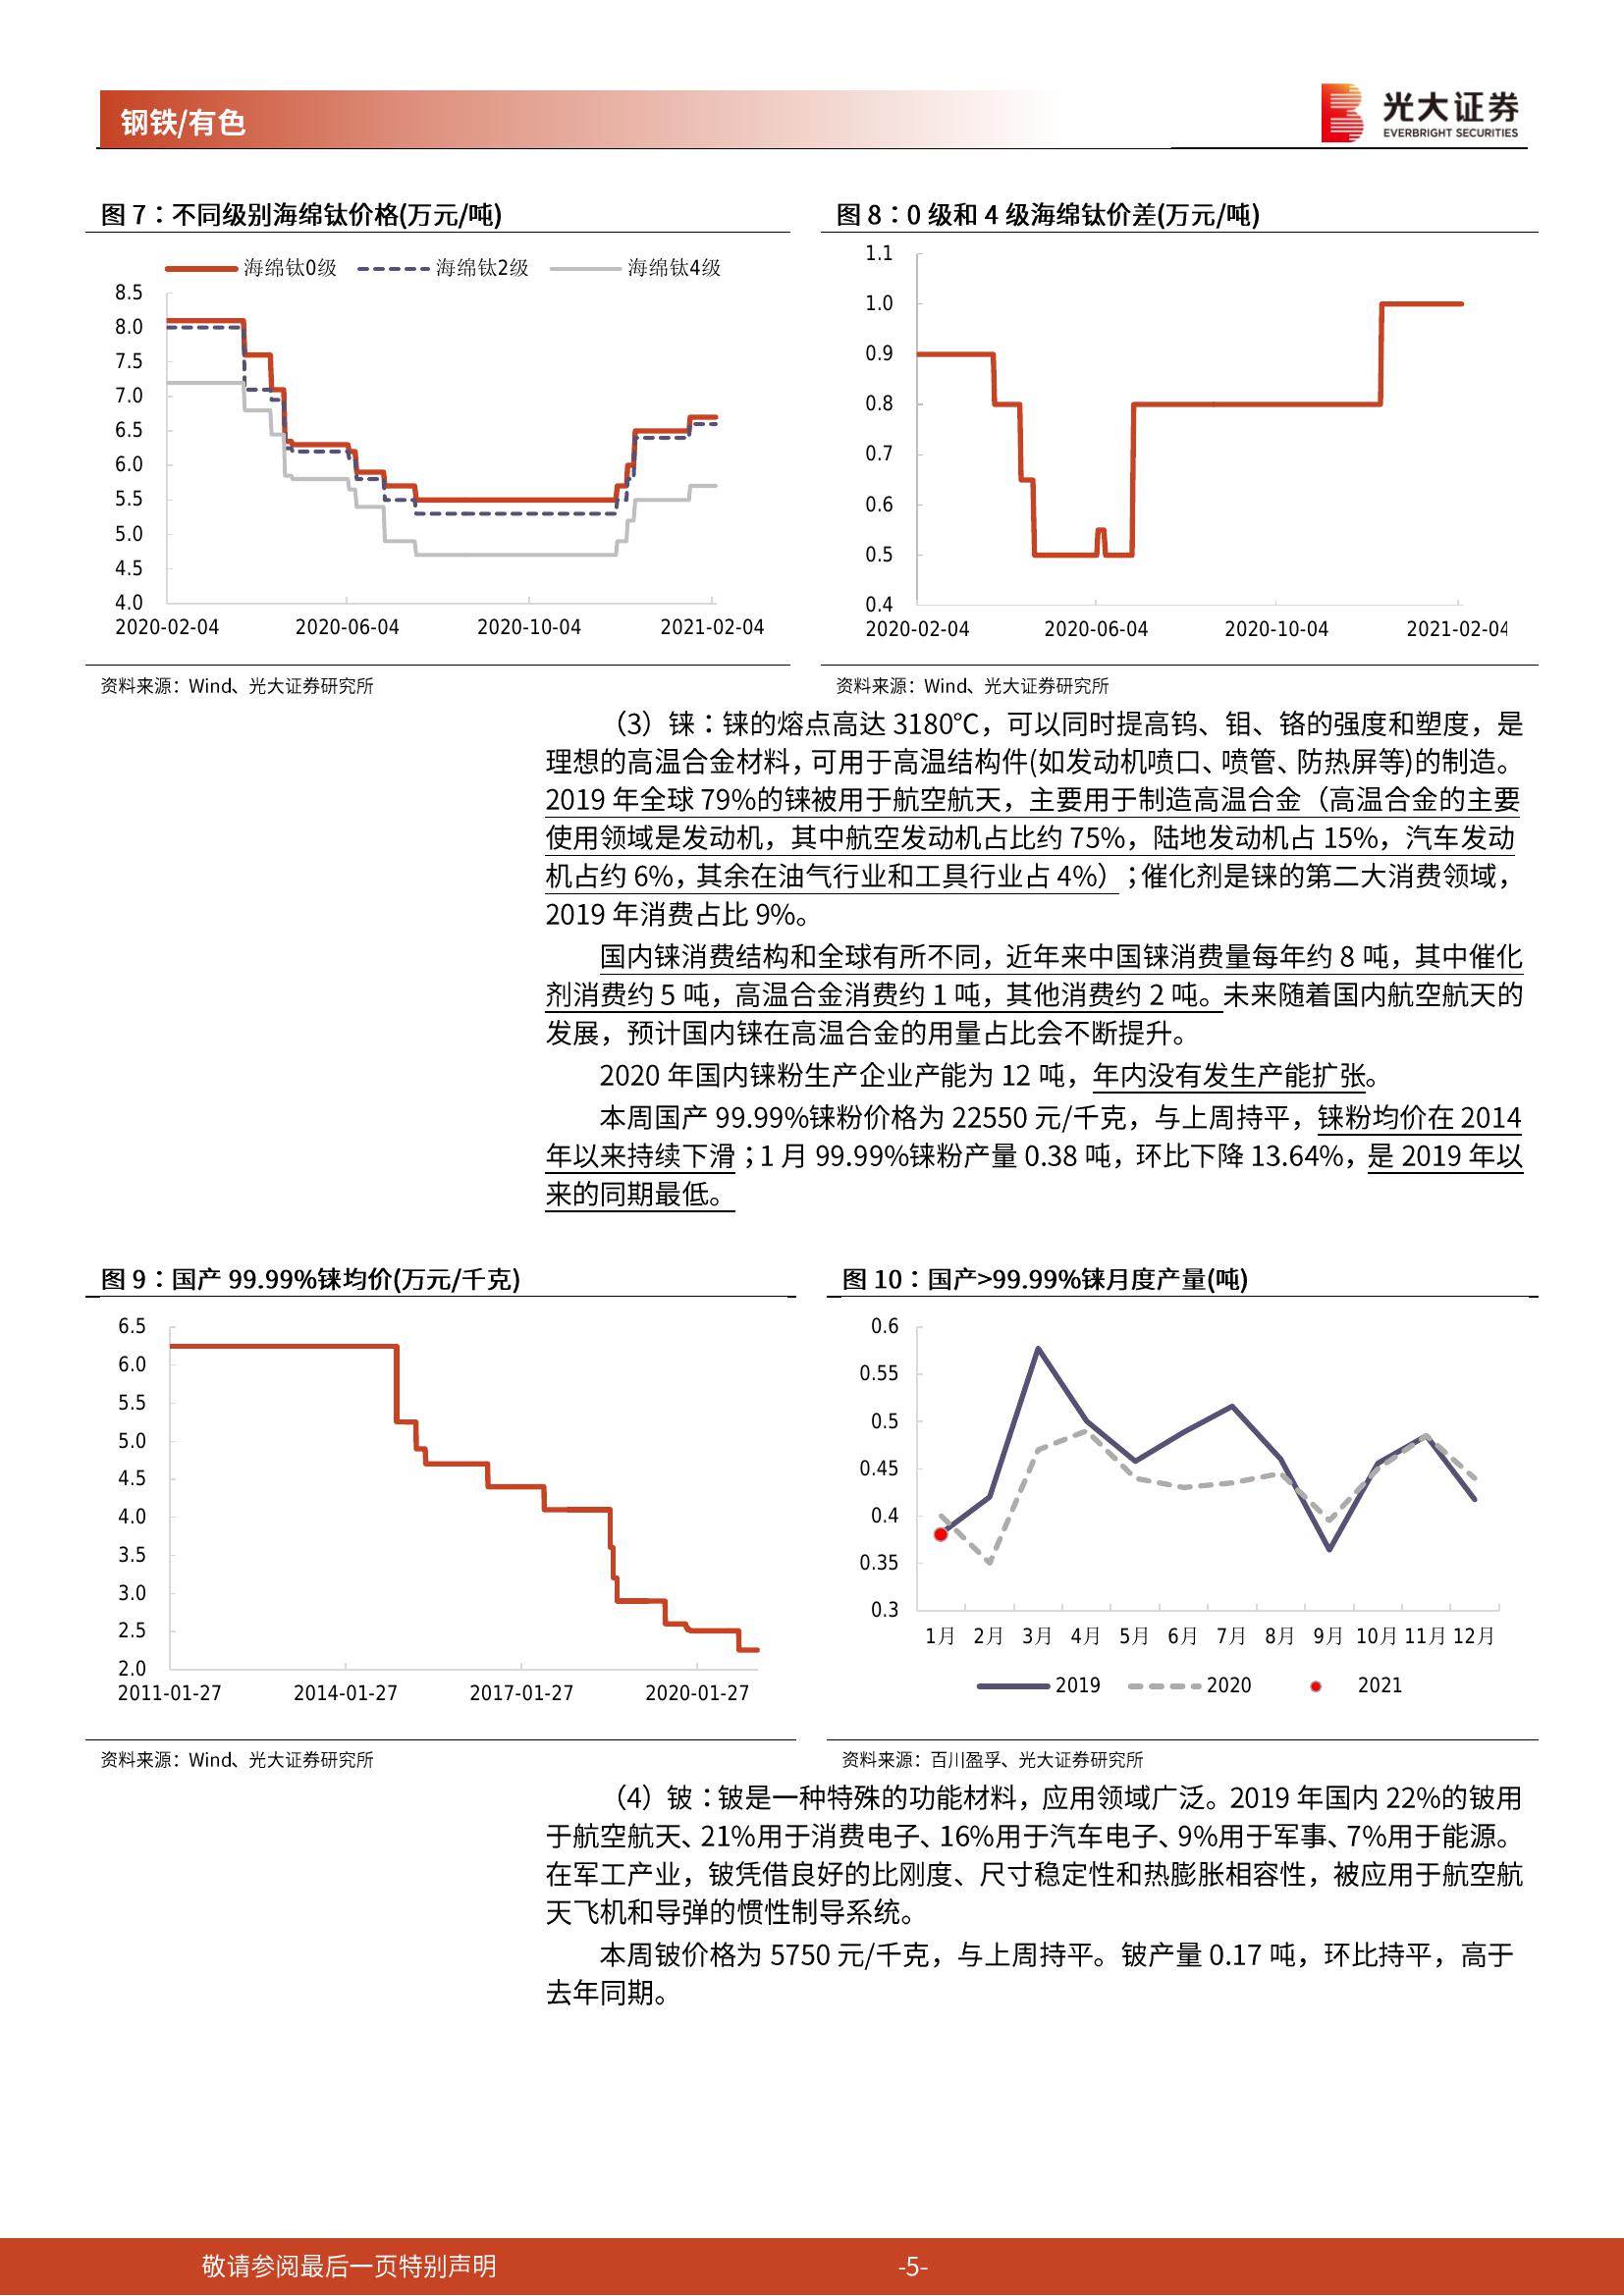 钢铁/有色
光大证券
EVERBRIGHT SECURITIES
图 7：不同级别海绵钛价格(万元/吨)
海绵钛0级 海绵钛2级 海绵钛4级
8.5
8.0
7.5
7.0
6.5
6.0
5.5
5.0
4.5
4.0
2020-02-04 2020-06-04 2020-10-04 2021-02-04
资料来源：Wind、光大证券研究所
图 8：0 级和 4 级海绵钛价差(万元/吨)
1.1
1.0
0.9
0.8
0.7
0.6
0.5
0.4
2020-02-04 2020-06-04 2020-10-04 2021-02-04
资料来源：Wind、光大证券研究所
（3）铼：铼的熔点高达 3180℃，可以同时提高钨、钼、铬的强度和塑度，是
理想的高温合金材料，可用于高温结构件(如发动机喷口、喷管、防热屏等)的制造。
2019 年全球 79%的铼被用于航空航天，主要用于制造高温合金（高温合金的主要
使用领域是发动机，其中航空发动机占比约 75%，陆地发动机占 15%，汽车发动
机占约 6%，其余在油气行业和工具行业占 4%）；催化剂是铼的第二大消费领域，
2019 年消费占比 9%。
国内铼消费结构和全球有所不同，近年来中国铼消费量每年约 8 吨，其中催化
剂消费约 5 吨，高温合金消费约 1 吨，其他消费约 2 吨。未来随着国内航空航天的
发展，预计国内铼在高温合金的用量占比会不断提升。
2020 年国内铼粉生产企业产能为 12 吨，年内没有发生产能扩张。
本周国产 99.99%铼粉价格为 22550 元/千克，与上周持平，铼粉均价在 2014
年以来持续下滑；1 月 99.99%铼粉产量 0.38 吨，环比下降 13.64%，是 2019 年以
来的同期最低。
图 9：国产 99.99%铼均价(万元/千克)
6.5
6.0
5.5
5.0
4.5
4.0
3.5
3.0
2.5
2.0
2011-01-27 2014-01-27 2017-01-27 2020-01-27
资料来源：Wind、光大证券研究所
图 10：国产>99.99%铼月度产量(吨)
0.6
0.55
0.5
0.45
0.4
0.35
0.3
1月 2月 3月 4月 5月 6月 7月 8月 9月 10月 11月 12月
2019 2020 2021
资料来源：百川盈孚、光大证券研究所
（4）铍：铍是一种特殊的功能材料，应用领域广泛。2019 年国内 22%的铍用
于航空航天、21%用于消费电子、16%用于汽车电子、9%用于军事、7%用于能源。
在军工产业，铍凭借良好的比刚度、尺寸稳定性和热膨胀相容性，被应用于航空航
天飞机和导弹的惯性制导系统。
本周铍价格为 5750 元/千克，与上周持平。铍产量 0.17 吨，环比持平，高于
去年同期。
敬请参阅最后一页特别声明
-5-